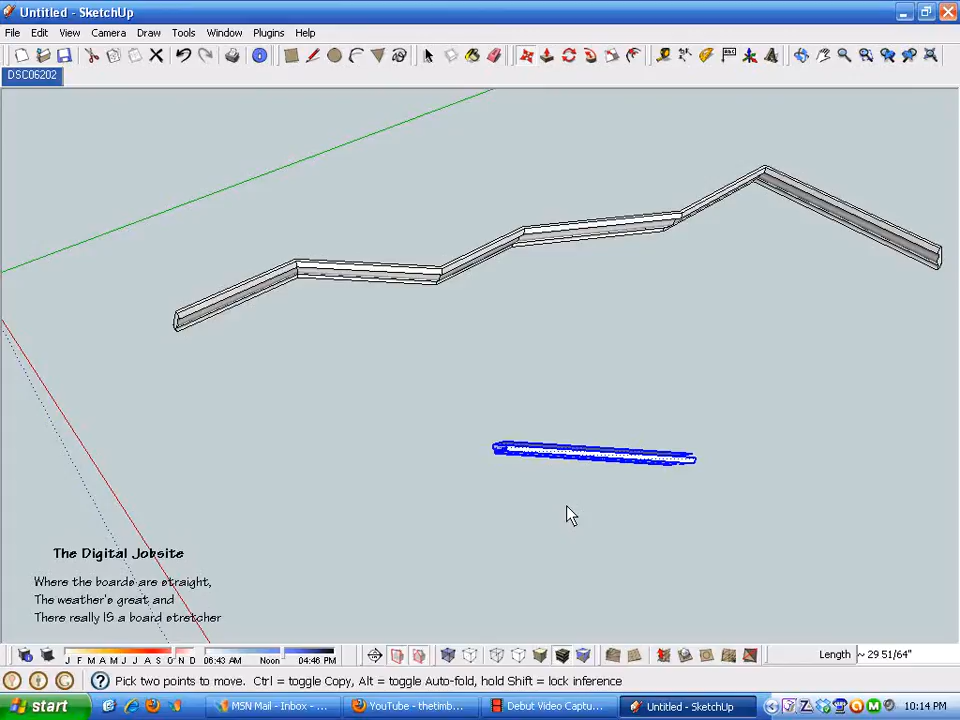 Untitled - SketchUp
File Edit View Camera Draw Tools Window Plugins Help
DSC06202
The Digital Jobsite
Where the boards are straight,
The weather's great and
There really IS a board stretcher
J F M A M J J A S O N D 06:43 AM Noon 04:46 PM Length ~ 29 51/64"
Pick two points to move. Ctrl = toggle Copy, Alt = toggle Auto-fold, hold Shift = lock inference
start MSN Mail - Inbox - ... YouTube - thetimb... Debut Video Captu... Untitled - SketchUp 10:14 PM